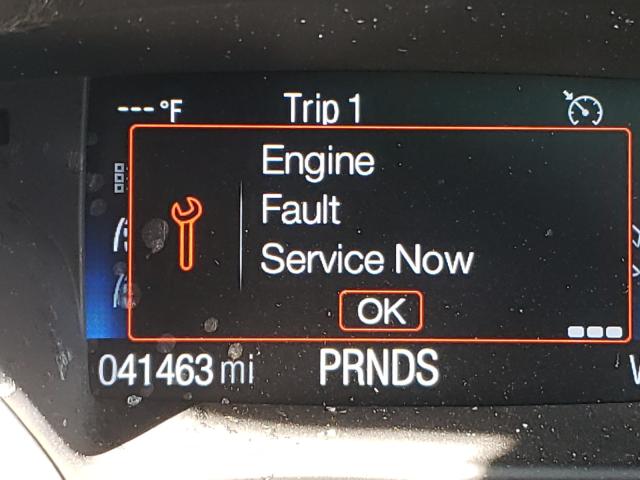 --- °F Trip 1
Engine
Fault
Service Now
OK
041463 mi PRNDS